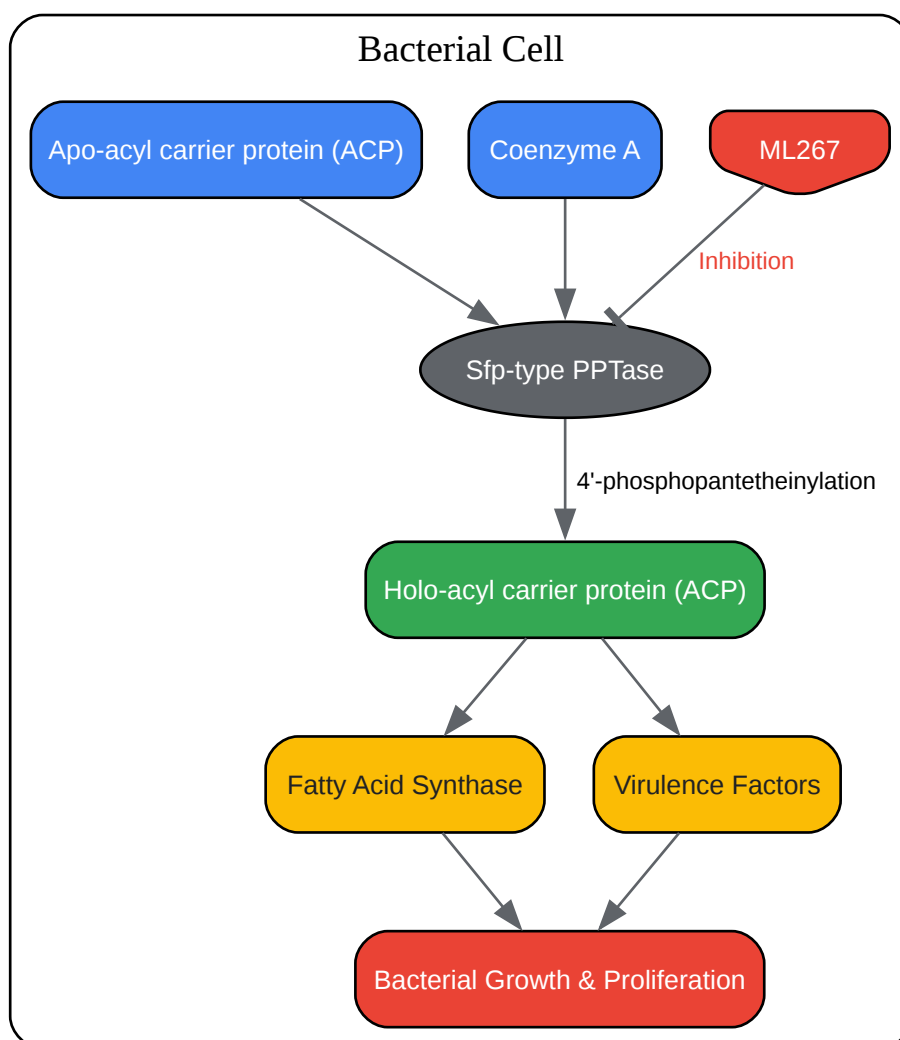 Bacterial Cell
Apo-acyl carrier protein (ACP)
Coenzyme A
ML267
Inhibition
Sfp-type PPTase
4'-phosphopantetheinylation
Holo-acyl carrier protein (ACP)
Fatty Acid Synthase
Virulence Factors
Bacterial Growth & Proliferation